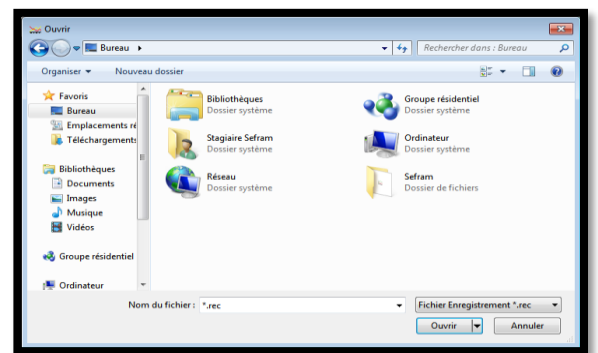 Ouvrir
Bureau
Rechercher dans : Bureau
Organiser
Nouveau dossier
Favoris
Bureau
Emplacements ré
Téléchargements
Bibliothèques
Documents
Images
Musique
Vidéos
Groupe résidentiel
Ordinateur
Bibliothèques
Dossier système
Groupe résidentiel
Dossier système
Stagiaire Sefram
Dossier système
Ordinateur
Dossier système
Réseau
Dossier système
Sefram
Dossier de fichiers
Nom du fichier :
*.rec
Fichier Enregistrement *.rec
Ouvrir
Annuler